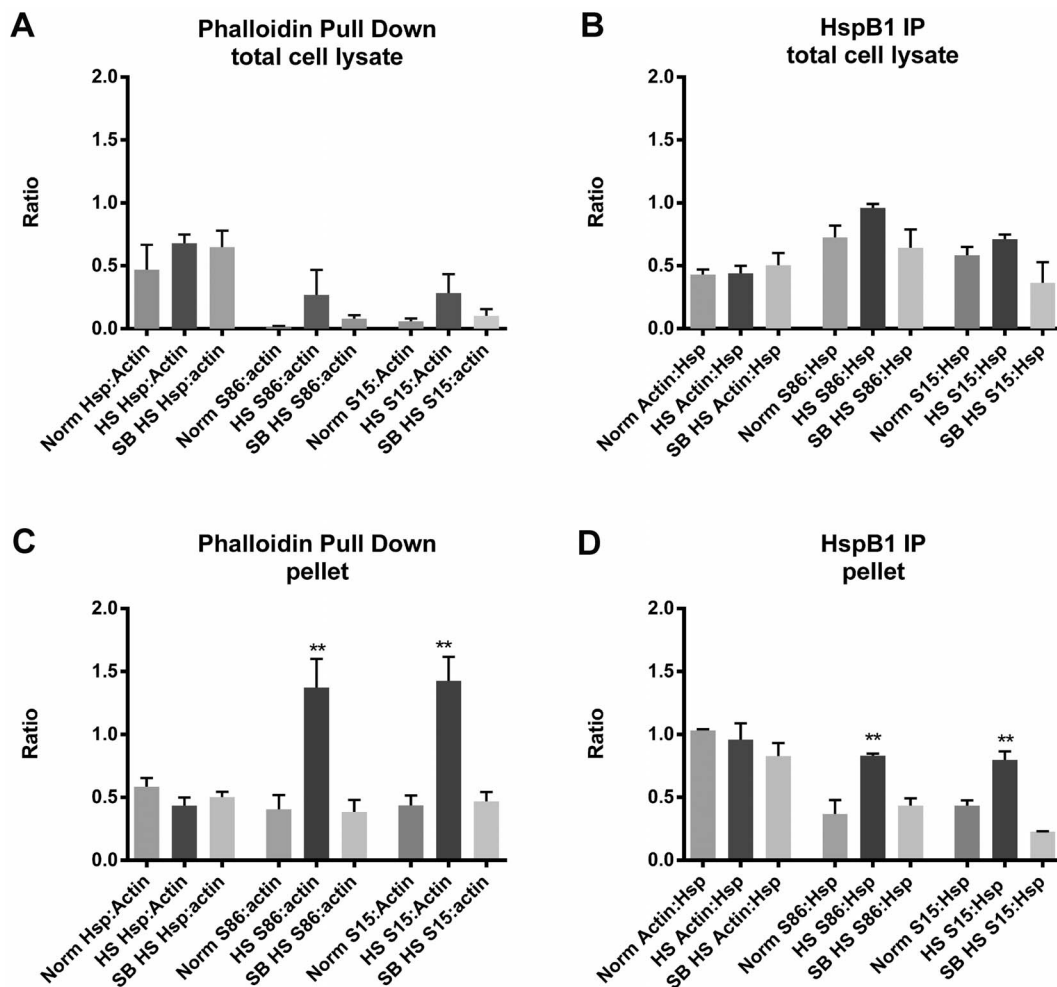 A
Phalloidin Pull Down
total cell lysate
Ratio
2.0
1.5
1.0
0.5
0.0
Norm Hsp:Actin
HS Hsp:Actin
SB HS Hsp:actin
Norm S86:actin
HS S86:actin
SB HS S86:actin
Norm S15:Actin
HS S15:Actin
SB HS S15:actin
B
HspB1 IP
total cell lysate
Ratio
2.0
1.5
1.0
0.5
0.0
Norm Actin:Hsp
HS Actin:Hsp
SB HS Actin:Hsp
Norm S86:Hsp
HS S86:Hsp
SB HS S86:Hsp
Norm S15:Hsp
HS S15:Hsp
SB HS S15:Hsp
C
Phalloidin Pull Down
pellet
Ratio
2.0
1.5
1.0
0.5
0.0
**
**
Norm Hsp:Actin
HS Hsp:Actin
SB HS Hsp:actin
Norm S86:actin
HS S86:actin
SB HS S86:actin
Norm S15:Actin
HS S15:Actin
SB HS S15:actin
D
HspB1 IP
pellet
Ratio
2.0
1.5
1.0
0.5
0.0
**
**
Norm Actin:Hsp
HS Actin:Hsp
SB HS Actin:Hsp
Norm S86:Hsp
HS S86:Hsp
SB HS S86:Hsp
Norm S15:Hsp
HS S15:Hsp
SB HS S15:Hsp